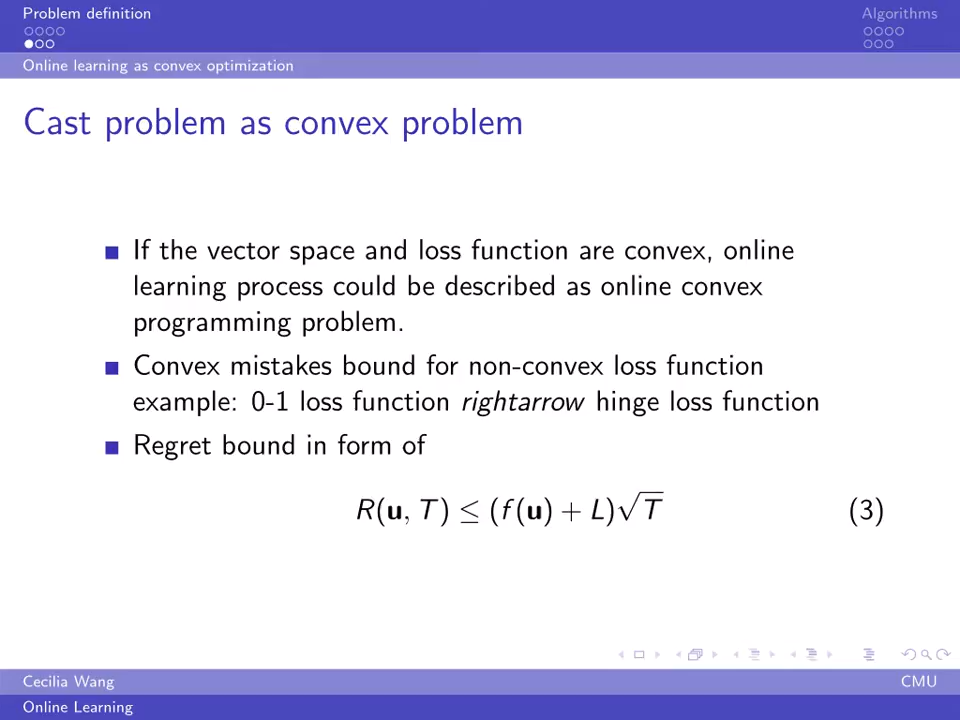 Problem definition
Algorithms
Online learning as convex optimization
Cast problem as convex problem
If the vector space and loss function are convex, online
learning process could be described as online convex
programming problem.
Convex mistakes bound for non-convex loss function
example: 0-1 loss function rightarrow hinge loss function
Regret bound in form of
R(u, T) ≤ (f(u) + L)√T (3)
Cecilia Wang
CMU
Online Learning